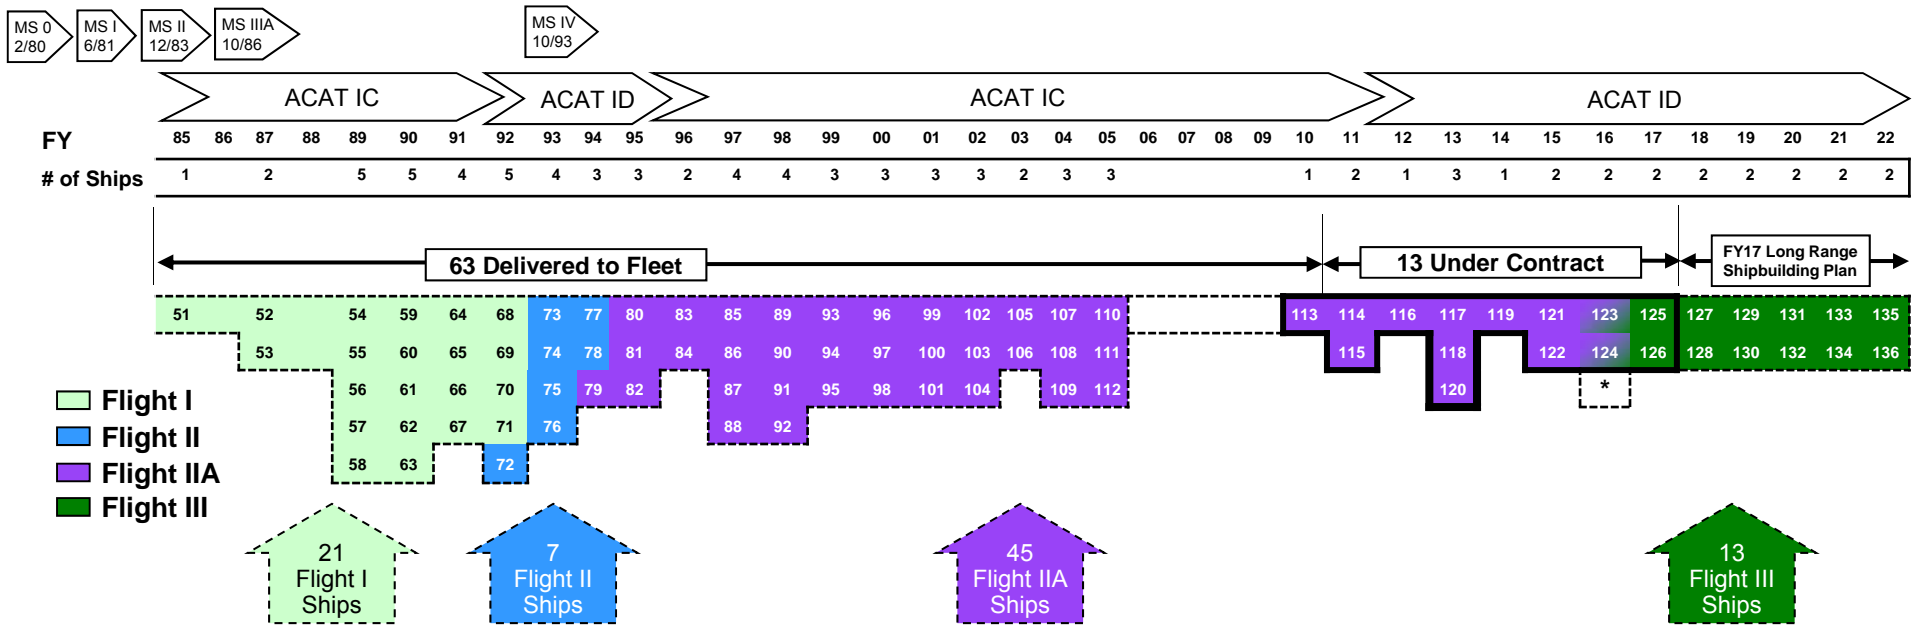 MS 0
2/80
MS I
6/81
MS II
12/83
MS IIIA
10/86
MS IV
10/93
ACAT IC
ACAT ID
ACAT IC
ACAT ID
FY 85 86 87 88 89 90 91 92 93 94 95 96 97 98 99 00 01 02 03 04 05 06 07 08 09 10 11 12 13 14 15 16 17 18 19 20 21 22
# of Ships 1 2 5 5 4 5 4 3 3 2 4 4 3 3 3 3 2 3 3 1 2 1 3 1 2 2 2 2 2 2 2 2
63 Delivered to Fleet
13 Under Contract
FY17 Long Range
Shipbuilding Plan
51 52 54 59 64 68 73 77 80 83 85 89 93 96 99 102 105 107 110 113 114 116 117 119 121 123 125 127 129 131 133 135
53 55 60 65 69 74 78 81 84 86 90 94 97 100 103 106 108 111 115 118 122 124 126 128 130 132 134 136
56 61 66 70 75 79 82 87 91 95 98 101 104 109 112 120 *
57 62 67 71 76 88 92
58 63 72
Flight I
Flight II
Flight IIA
Flight III
21
Flight I
Ships
7
Flight II
Ships
45
Flight IIA
Ships
13
Flight III
Ships